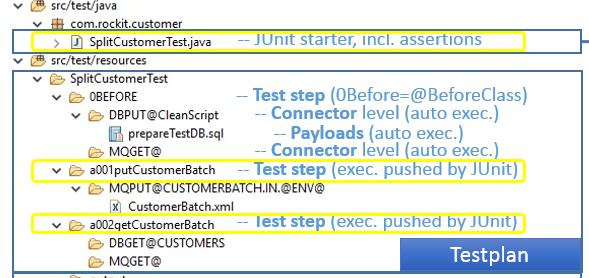 src/test/java
com.rockit.customer
SplitCustomerTest.java -- JUnit starter, incl. assertions
src/test/resources
SplitCustomerTest
0BEFORE -- Test step (0Before=@BeforeClass)
DBPUT@CleanScript -- Connector level (auto exec.)
prepareTestDB.sql -- Payloads (auto exec.)
MQGET@ -- Connector level (auto exec.)
a001putCustomerBatch -- Test step (exec. pushed by JUnit)
MQPUT@CUSTOMERBATCH.IN.@ENV@
CustomerBatch.xml
a002getCustomerBatch -- Test step (exec. pushed by JUnit)
DBGET@CUSTOMERS
MQGET@
Testplan